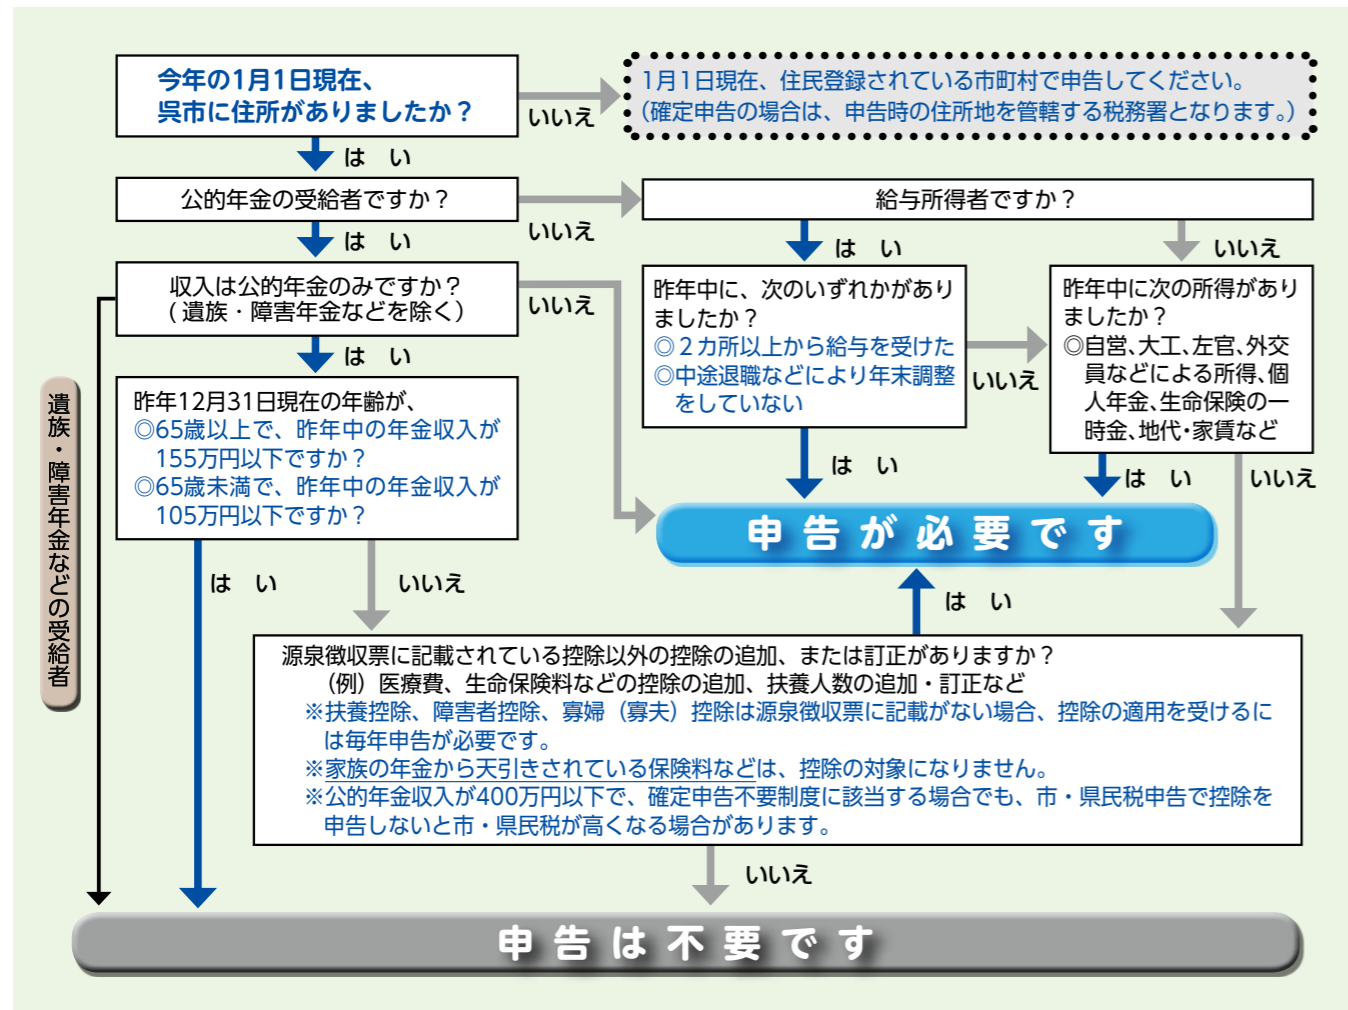 今年の1月1日現在、
呉市に住所がありましたか？
いいえ
1月1日現在、住民登録されている市町村で申告してください。
（確定申告の場合は、申告時の住所地を管轄する税務署となります。）
は い
公的年金の受給者ですか？
いいえ
給与所得者ですか？
は い
は い
いいえ
収入は公的年金のみですか？
（遺族・障害年金などを除く）
いいえ
昨年中に、次のいずれかがあり
ましたか？
◎２カ所以上から給与を受けた
◎中途退職などにより年末調整
をしていない
いいえ
昨年中に次の所得があり
ましたか？
◎自営、大工、左官、外交
員などによる所得、個
人年金、生命保険の一
時金、地代・家賃など
は い
昨年12月31日現在の年齢が、
◎65歳以上で、昨年中の年金収入が
155万円以下ですか？
◎65歳未満で、昨年中の年金収入が
105万円以下ですか？
は い
は い
いいえ
申告が必要です
遺族・障害年金などの受給者
は い
いいえ
は い
源泉徴収票に記載されている控除以外の控除の追加、または訂正がありますか？
（例）医療費、生命保険料などの控除の追加、扶養人数の追加・訂正など
※扶養控除、障害者控除、寡婦（寡夫）控除は源泉徴収票に記載がない場合、控除の適用を受けるに
は毎年申告が必要です。
※家族の年金から天引きされている保険料などは、控除の対象になりません。
※公的年金収入が400万円以下で、確定申告不要制度に該当する場合でも、市・県民税申告で控除を
申告しないと市・県民税が高くなる場合があります。
いいえ
申告は不要です